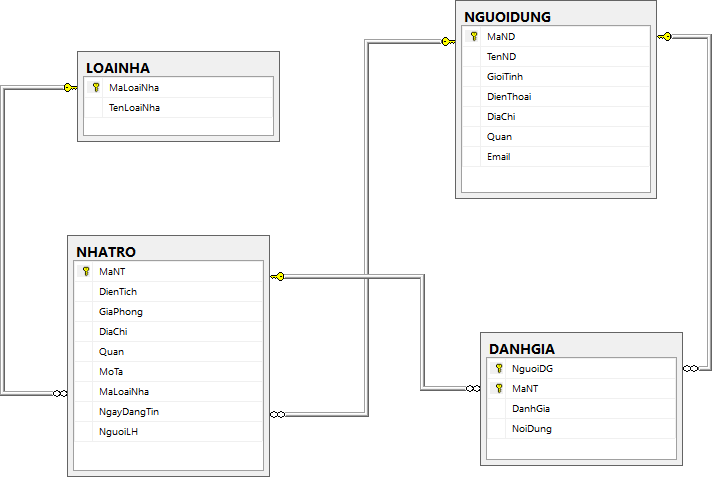 LOAINHA
MaLoaiNha
TenLoaiNha
NGUOIDUNG
MaND
TenND
GioiTinh
DienThoai
DiaChi
Quan
Email
NHATRO
MaNT
DienTich
GiaPhong
DiaChi
Quan
MoTa
MaLoaiNha
NgayDangTin
NguoiLH
DANHGIA
NguoiDG
MaNT
DanhGia
NoiDung